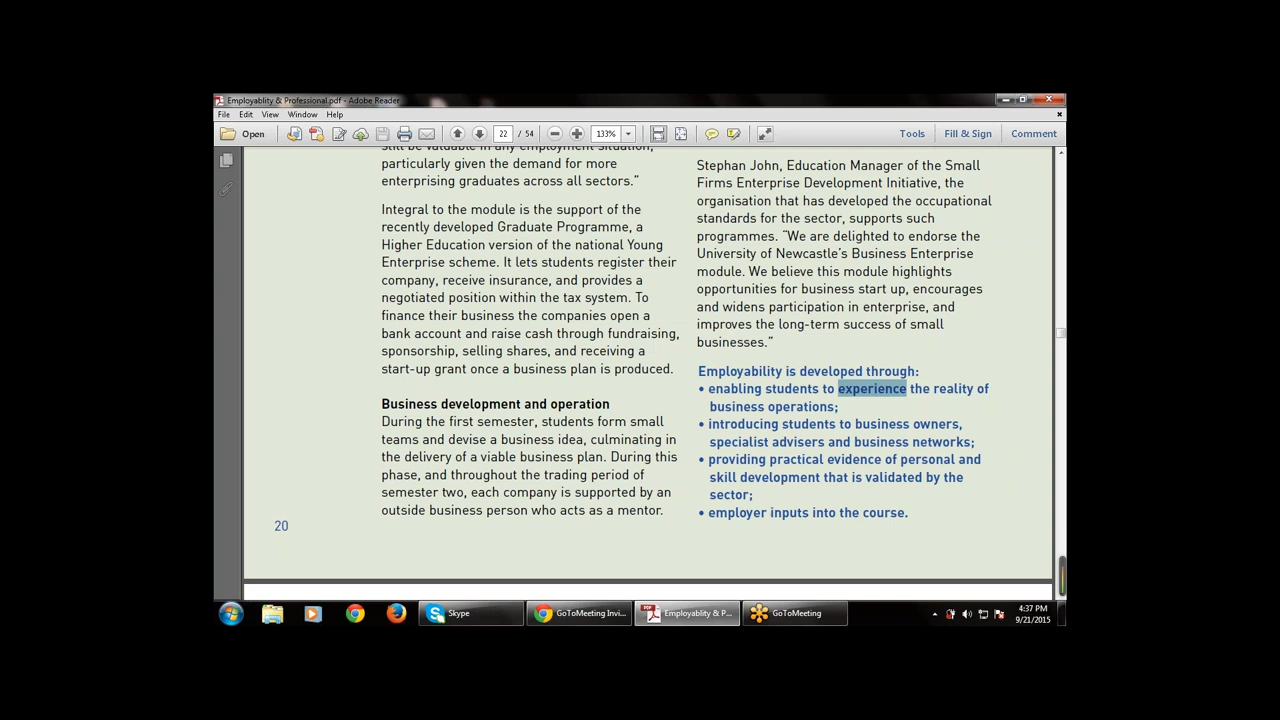 Employablity & Professional.pdf - Adobe Reader
File Edit View Window Help
Open 22 / 54 133% Tools Fill & Sign Comment
still be valuable in any employment situation,
particularly given the demand for more
enterprising graduates across all sectors.”
Integral to the module is the support of the
recently developed Graduate Programme, a
Higher Education version of the national Young
Enterprise scheme. It lets students register their
company, receive insurance, and provides a
negotiated position within the tax system. To
finance their business the companies open a
bank account and raise cash through fundraising,
sponsorship, selling shares, and receiving a
start-up grant once a business plan is produced.
Business development and operation
During the first semester, students form small
teams and devise a business idea, culminating in
the delivery of a viable business plan. During this
phase, and throughout the trading period of
semester two, each company is supported by an
outside business person who acts as a mentor.
20
Stephan John, Education Manager of the Small
Firms Enterprise Development Initiative, the
organisation that has developed the occupational
standards for the sector, supports such
programmes. “We are delighted to endorse the
University of Newcastle’s Business Enterprise
module. We believe this module highlights
opportunities for business start up, encourages
and widens participation in enterprise, and
improves the long-term success of small
businesses.”
Employability is developed through:
• enabling students to experience the reality of
business operations;
• introducing students to business owners,
specialist advisers and business networks;
• providing practical evidence of personal and
skill development that is validated by the
sector;
• employer inputs into the course.
Skype GoToMeeting Invi... Employablity & P... GoToMeeting
4:37 PM
9/21/2015